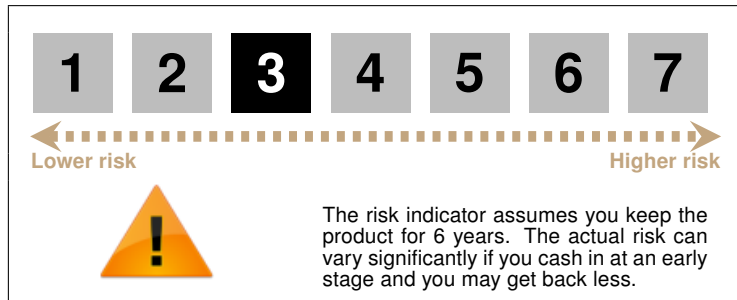 1 2 3 4 5 6 7
Lower risk Higher risk
!
The risk indicator assumes you keep the
product for 6 years. The actual risk can
vary significantly if you cash in at an early
stage and you may get back less.